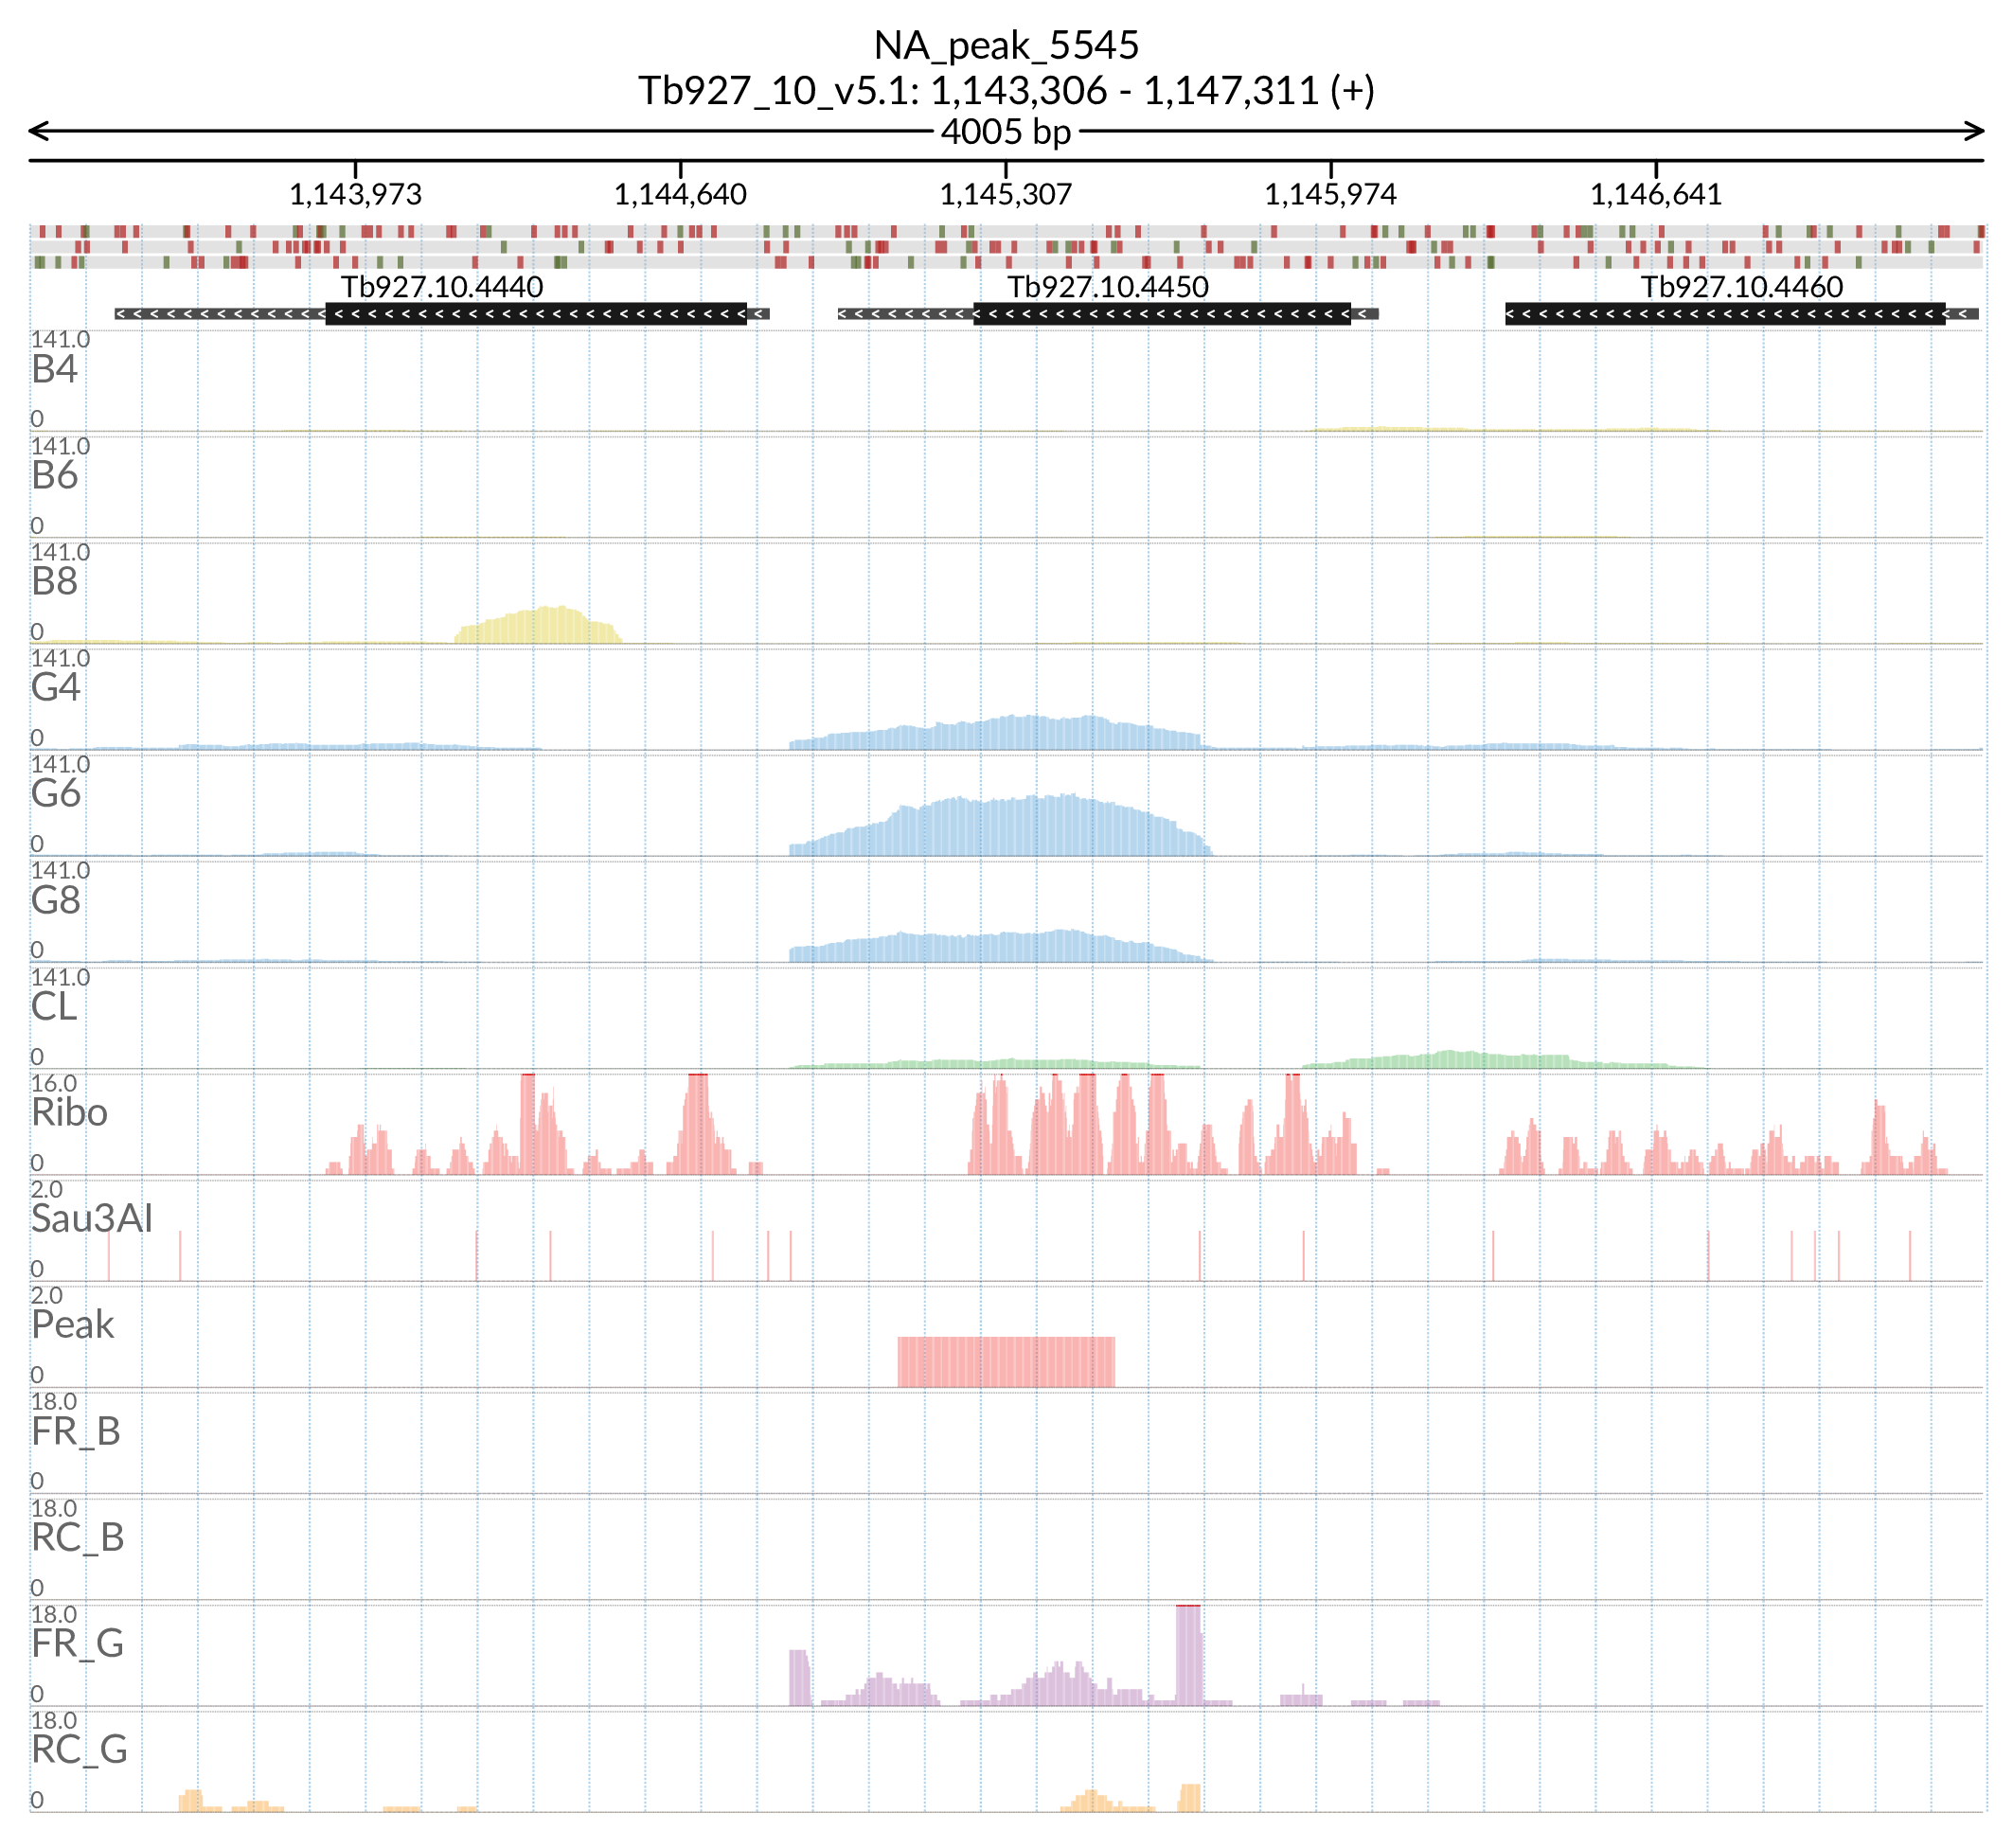 NA_peak_5545
Tb927_10_v5.1: 1,143,306 - 1,147,311 (+)
4005 bp
1,143,973 1,144,640 1,145,307 1,145,974 1,146,641
Tb927.10.4440 Tb927.10.4450 Tb927.10.4460
141.0
B4
0
141.0
B6
0
141.0
B8
0
141.0
G4
0
141.0
G6
0
141.0
G8
0
141.0
CL
0
16.0
Ribo
0
2.0
Sau3AI
0
2.0
Peak
0
18.0
FR_B
0
18.0
RC_B
0
18.0
FR_G
0
18.0
RC_G
0